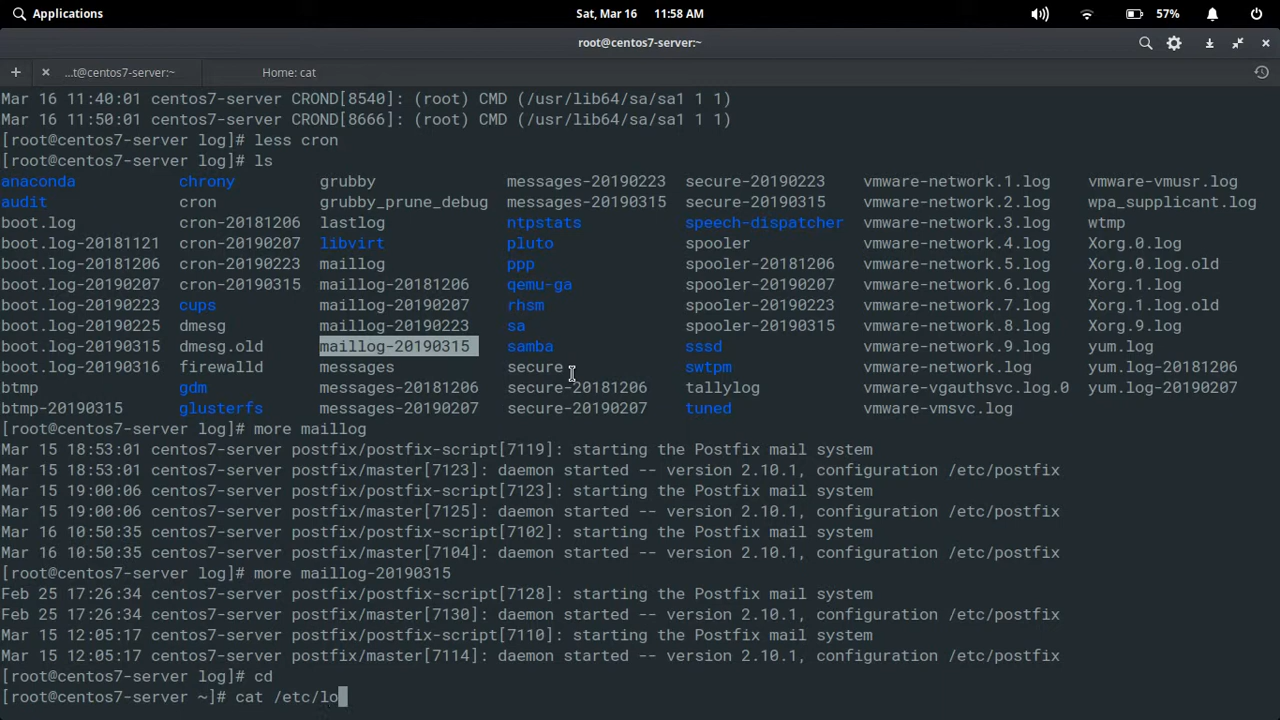 Applications Sat, Mar 16 11:58 AM 57%
root@centos7-server:~
+ × ...t@centos7-server:~ Home: cat
Mar 16 11:40:01 centos7-server CROND[8540]: (root) CMD (/usr/lib64/sa/sa1 1 1)
Mar 16 11:50:01 centos7-server CROND[8666]: (root) CMD (/usr/lib64/sa/sa1 1 1)
[root@centos7-server log]# less cron
[root@centos7-server log]# ls
anaconda chrony grubby messages-20190223 secure-20190223 vmware-network.1.log vmware-vmusr.log
audit cron grubby_prune_debug messages-20190315 secure-20190315 vmware-network.2.log wpa_supplicant.log
boot.log cron-20181206 lastlog ntpstats speech-dispatcher vmware-network.3.log wtmp
boot.log-20181121 cron-20190207 libvirt pluto spooler vmware-network.4.log Xorg.0.log
boot.log-20181206 cron-20190223 maillog ppp spooler-20181206 vmware-network.5.log Xorg.0.log.old
boot.log-20190207 cron-20190315 maillog-20181206 qemu-ga spooler-20190207 vmware-network.6.log Xorg.1.log
boot.log-20190223 cups maillog-20190207 rhsm spooler-20190223 vmware-network.7.log Xorg.1.log.old
boot.log-20190225 dmesg maillog-20190223 sa spooler-20190315 vmware-network.8.log Xorg.9.log
boot.log-20190315 dmesg.old maillog-20190315 samba sssd vmware-network.9.log yum.log
boot.log-20190316 firewalld messages secure swtpm vmware-network.log yum.log-20181206
btmp gdm messages-20181206 secure-20181206 tallylog vmware-vgauthsvc.log.0 yum.log-20190207
btmp-20190315 glusterfs messages-20190207 secure-20190207 tuned vmware-vmsvc.log
[root@centos7-server log]# more maillog
Mar 15 18:53:01 centos7-server postfix/postfix-script[7119]: starting the Postfix mail system
Mar 15 18:53:01 centos7-server postfix/master[7123]: daemon started -- version 2.10.1, configuration /etc/postfix
Mar 15 19:00:06 centos7-server postfix/postfix-script[7123]: starting the Postfix mail system
Mar 15 19:00:06 centos7-server postfix/master[7125]: daemon started -- version 2.10.1, configuration /etc/postfix
Mar 16 10:50:35 centos7-server postfix/postfix-script[7102]: starting the Postfix mail system
Mar 16 10:50:35 centos7-server postfix/master[7104]: daemon started -- version 2.10.1, configuration /etc/postfix
[root@centos7-server log]# more maillog-20190315
Feb 25 17:26:34 centos7-server postfix/postfix-script[7128]: starting the Postfix mail system
Feb 25 17:26:34 centos7-server postfix/master[7130]: daemon started -- version 2.10.1, configuration /etc/postfix
Mar 15 12:05:17 centos7-server postfix/postfix-script[7110]: starting the Postfix mail system
Mar 15 12:05:17 centos7-server postfix/master[7114]: daemon started -- version 2.10.1, configuration /etc/postfix
[root@centos7-server log]# cd
[root@centos7-server ~]# cat /etc/lo